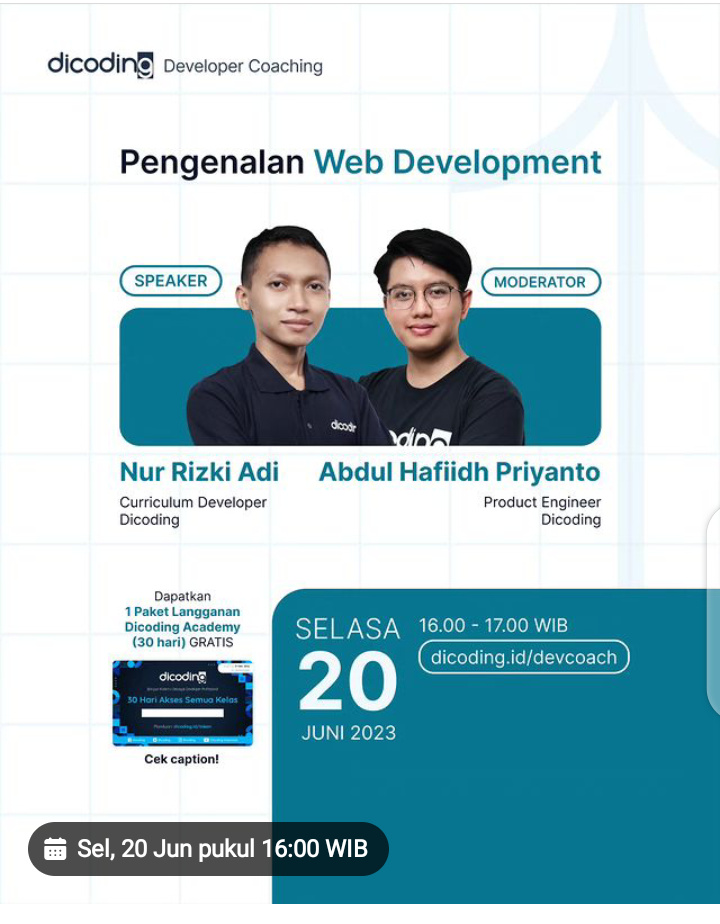 dicoding Developer Coaching
Pengenalan Web Development
SPEAKER
MODERATOR
dicoding
Nur Rizki Adi
Curriculum Developer
Dicoding
Abdul Hafiidh Priyanto
Product Engineer
Dicoding
Dapatkan
1 Paket Langganan
Dicoding Academy
(30 hari) GRATIS
dicoding
30 Hari Akses Semua Kelas
Cek caption!
SELASA
20
JUNI 2023
16.00 - 17.00 WIB
dicoding.id/devcoach
Sel, 20 Jun pukul 16:00 WIB